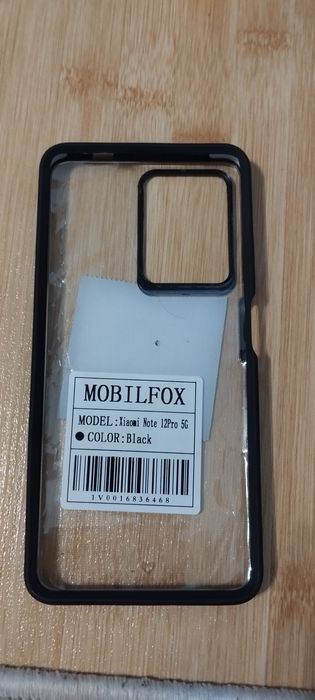 MOBILFOX
MODEL:Xiaomi Note 12Pro 5G
COLOR:Black
1V0016836468